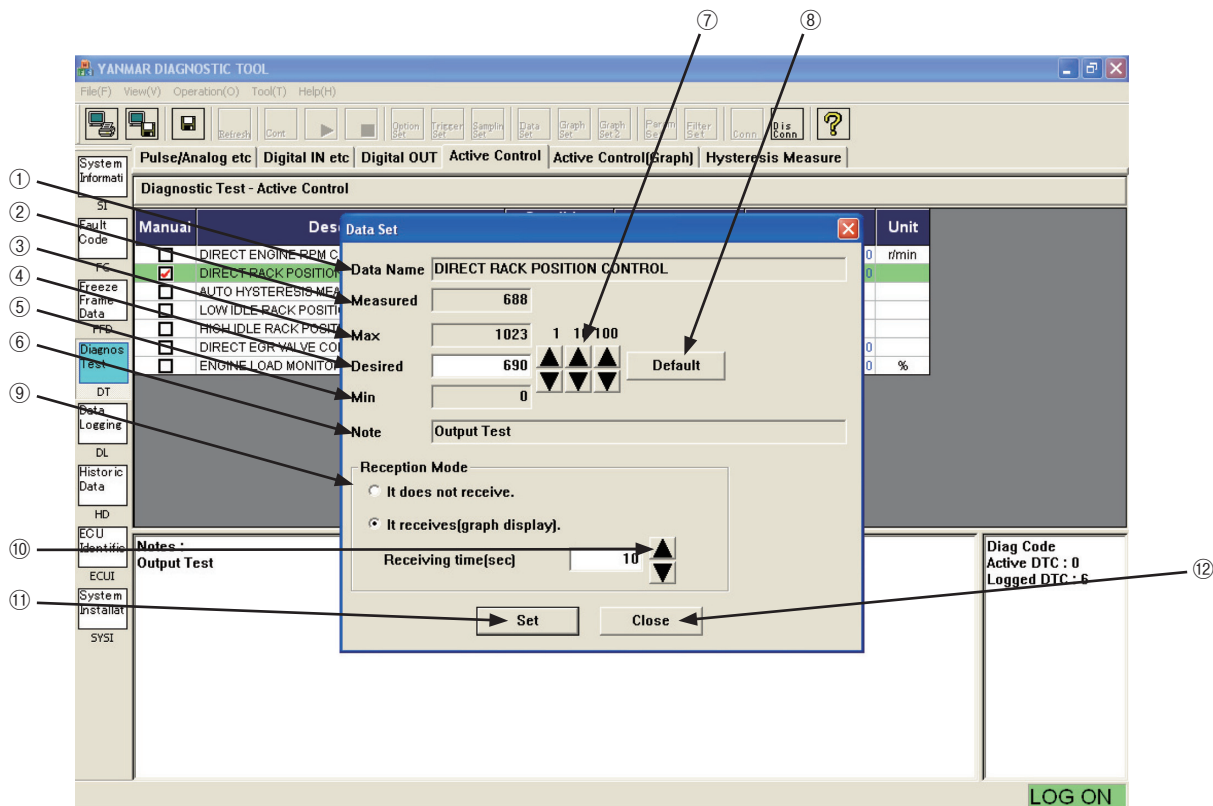 ⑦ ⑧
YANMAR DIAGNOSTIC TOOL
File(F) View(V) Operation(O) Tool(T) Help(H)
Refresh Cont Option Set Trigger Set Samplin Set Data Set Graph Set Graph Set2 Param Set Filter Set Conn Dis Conn
Pulse/Analog etc Digital IN etc Digital OUT Active Control Active Control(Graph) Hysteresis Measure
Diagnostic Test - Active Control
System Informati
SI
Fault Code
FC
Freeze Frame Data
FFD
Diagnos Test
DT
Data Logging
DL
Historic Data
HD
ECU Identific
ECUI
System Installat
SYSI
①
②
③
④
⑤
⑥
⑨
⑩
⑪
⑫
Manual Des Unit
DIRECT ENGINE RPM C 0 r/min
DIRECT RACK POSITION 0
AUTO HYSTERESIS MEA
LOW IDLE RACK POSITI
HIGH IDLE RACK POSIT
DIRECT EGR VALVE CO 0
ENGINE LOAD MONITO 0 %
Data Set
Data Name DIRECT RACK POSITION CONTROL
Measured 688
Max 1023 1 10 100
Desired 690 Default
Min 0
Note Output Test
Reception Mode
It does not receive.
It receives(graph display).
Receiving time(sec) 10
Set Close
Notes :
Output Test
Diag Code
Active DTC : 0
Logged DTC : 6
LOG ON